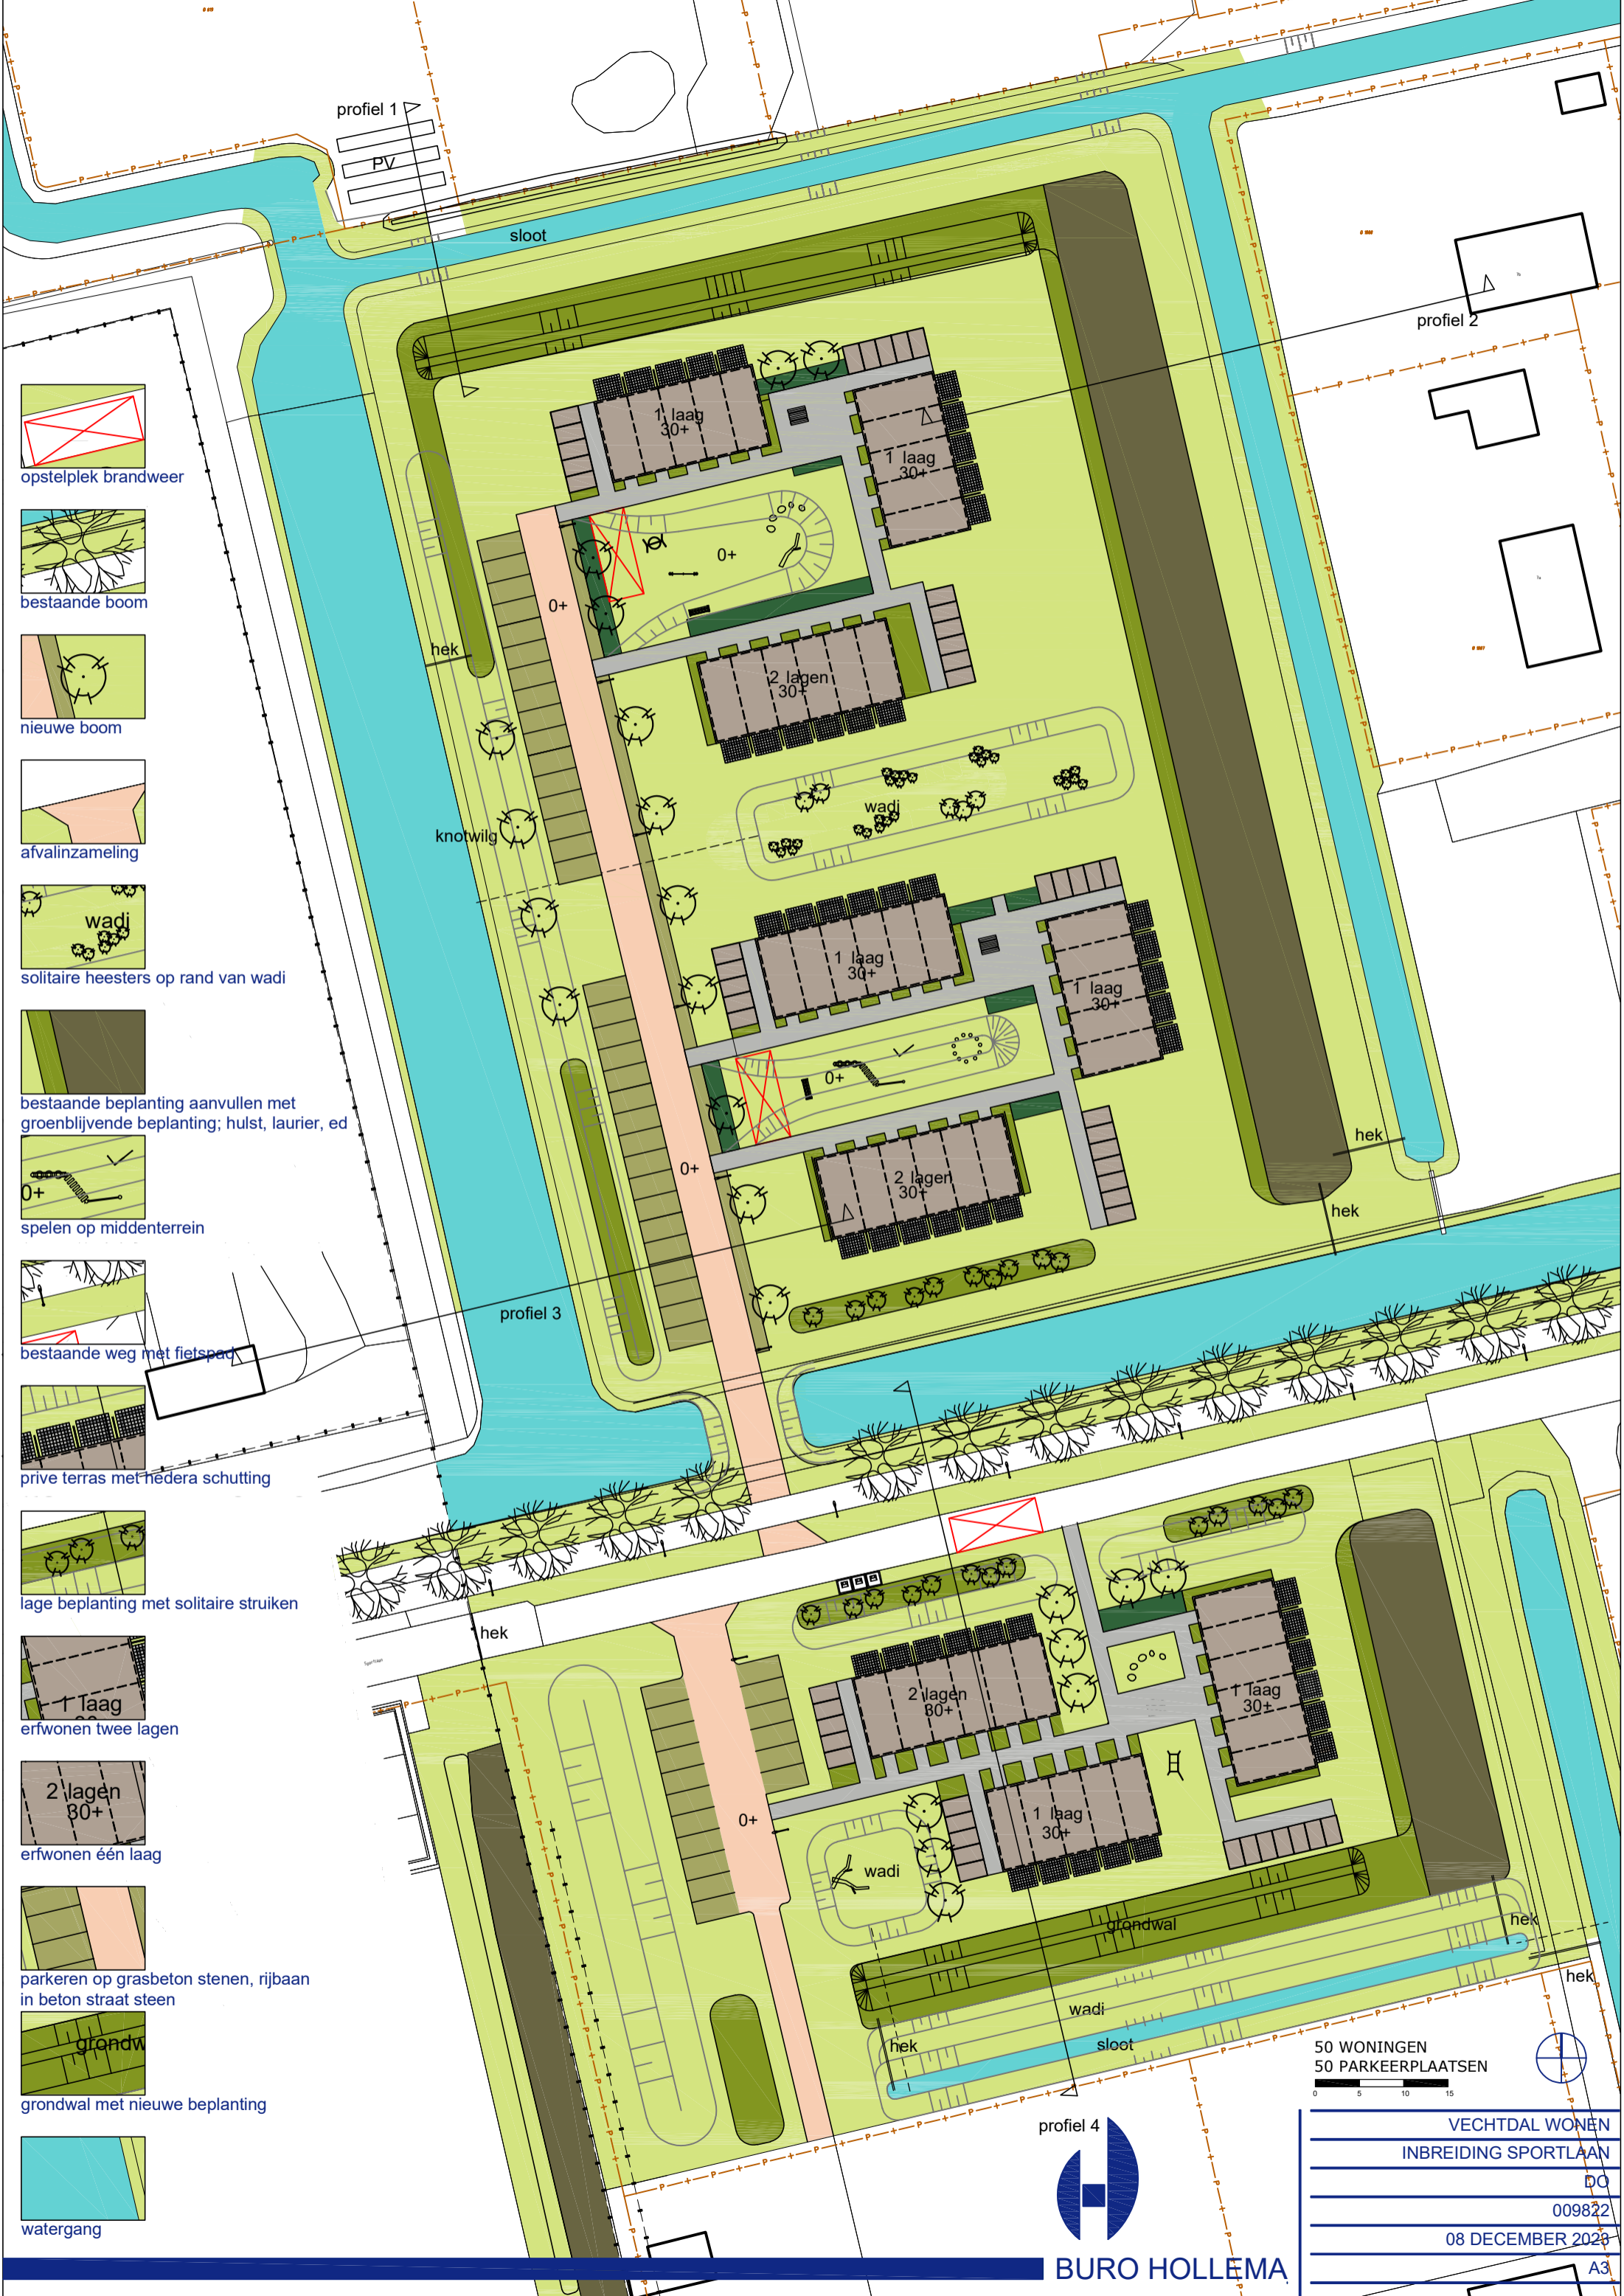 profiel 1
PV
sloot
profiel 2
1 laag
30+
1 laag
30+
0+
0+
hek
2 lagen
30+
knotwilg
wadi
1 laag
30+
1 laag
30+
0+
0+
2 lagen
30+
hek
hek
profiel 3
hek
2 lagen
30+
1 laag
30+
1 laag
30+
0+
wadi
grondwal
hek
hek
wadi
hek
sloot
profiel 4
opstelplek brandweer
bestaande boom
nieuwe boom
afvalinzameling
wadi
solitaire heesters op rand van wadi
bestaande beplanting aanvullen met
groenblijvende beplanting; hulst, laurier, ed
0+
spelen op middenterrein
bestaande weg met fietspad
prive terras met hedera schutting
lage beplanting met solitaire struiken
1 laag
erfwonen twee lagen
2 lagen
30+
erfwonen één laag
parkeren op grasbeton stenen, rijbaan
in beton straat steen
grondw
grondwal met nieuwe beplanting
watergang
50 WONINGEN
50 PARKEERPLAATSEN
0 5 10 15
BURO HOLLEMA
VECHTDAL WONEN
INBREIDING SPORTLAAN
DO
009822
08 DECEMBER 2023
A3